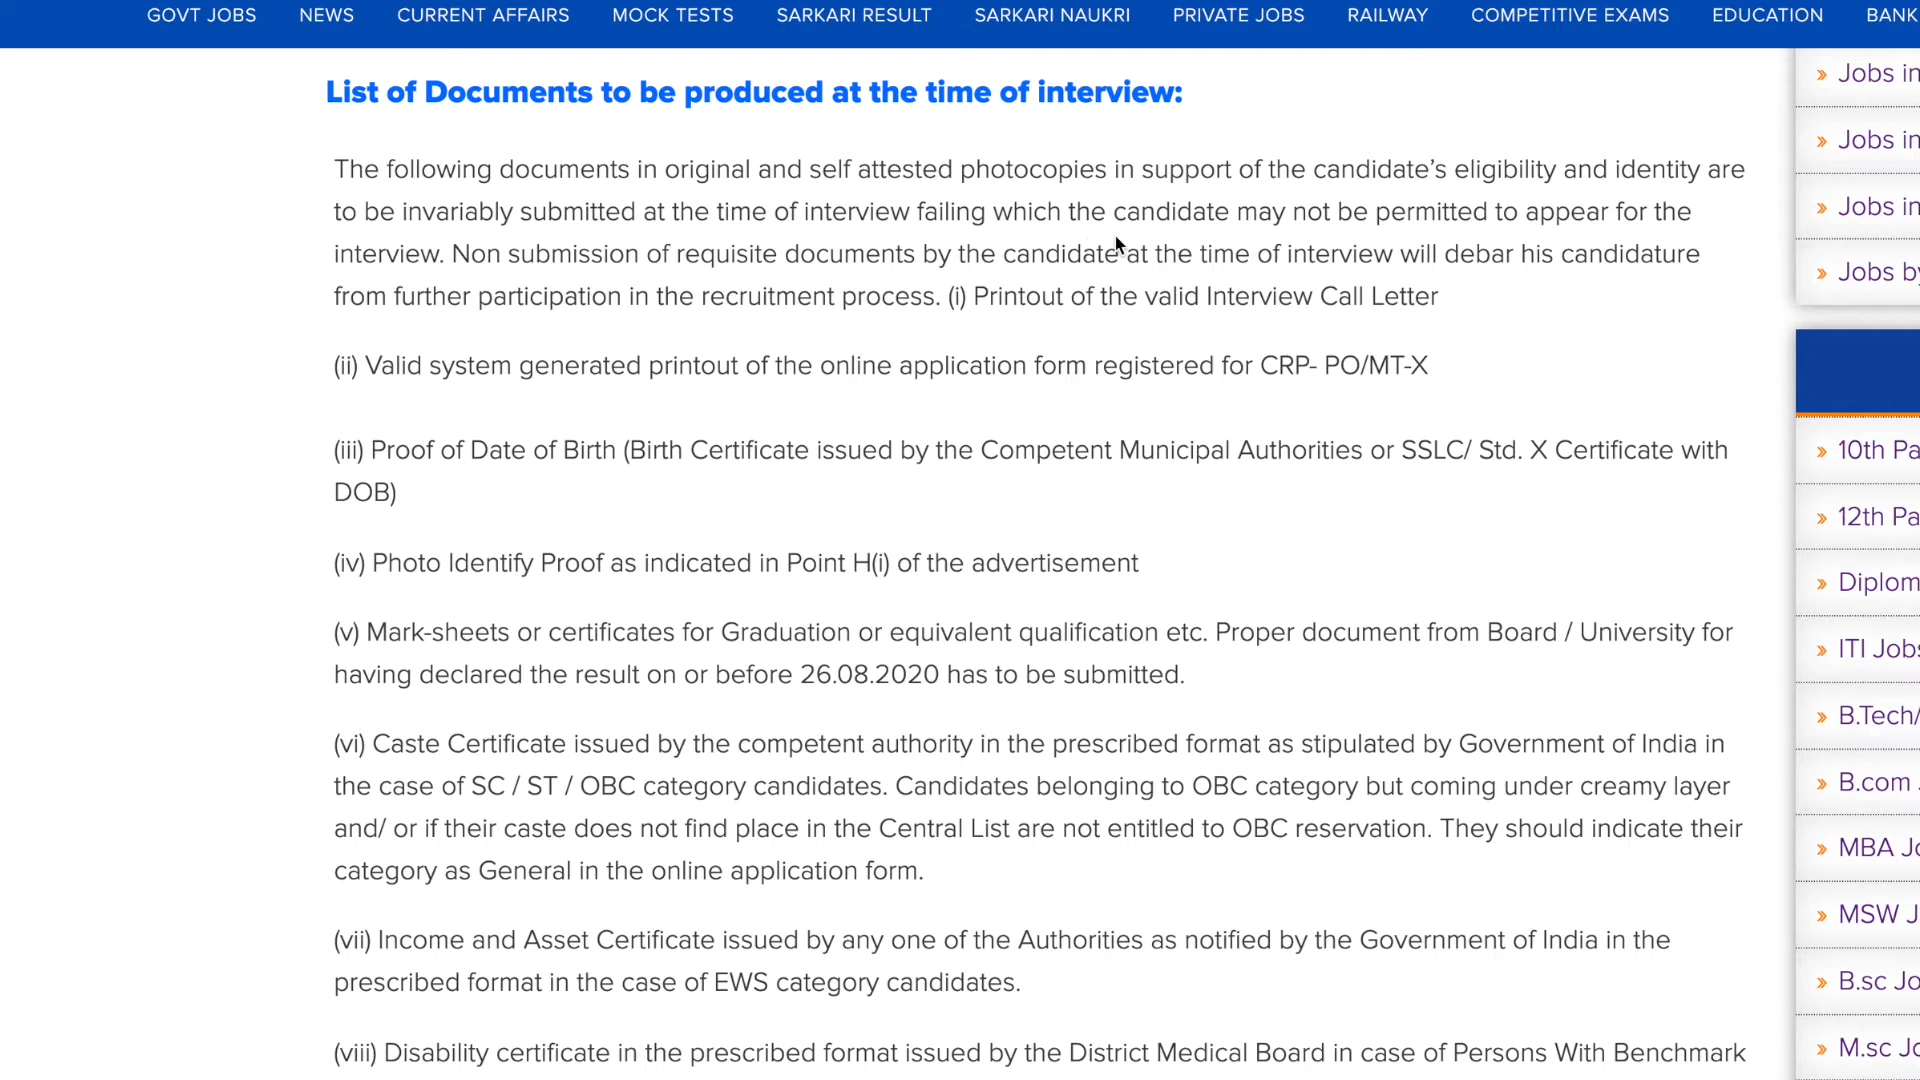 GOVT JOBS NEWS CURRENT AFFAIRS MOCK TESTS SARKARI RESULT SARKARI NAUKRI PRIVATE JOBS RAILWAY COMPETITIVE EXAMS EDUCATION BANK
List of Documents to be produced at the time of interview:
The following documents in original and self attested photocopies in support of the candidate’s eligibility and identity are
to be invariably submitted at the time of interview failing which the candidate may not be permitted to appear for the
interview. Non submission of requisite documents by the candidate at the time of interview will debar his candidature
from further participation in the recruitment process. (i) Printout of the valid Interview Call Letter
(ii) Valid system generated printout of the online application form registered for CRP- PO/MT-X
(iii) Proof of Date of Birth (Birth Certificate issued by the Competent Municipal Authorities or SSLC/ Std. X Certificate with
DOB)
(iv) Photo Identify Proof as indicated in Point H(i) of the advertisement
(v) Mark-sheets or certificates for Graduation or equivalent qualification etc. Proper document from Board / University for
having declared the result on or before 26.08.2020 has to be submitted.
(vi) Caste Certificate issued by the competent authority in the prescribed format as stipulated by Government of India in
the case of SC / ST / OBC category candidates. Candidates belonging to OBC category but coming under creamy layer
and/ or if their caste does not find place in the Central List are not entitled to OBC reservation. They should indicate their
category as General in the online application form.
(vii) Income and Asset Certificate issued by any one of the Authorities as notified by the Government of India in the
prescribed format in the case of EWS category candidates.
(viii) Disability certificate in the prescribed format issued by the District Medical Board in case of Persons With Benchmark
» Jobs in
» Jobs in
» Jobs in
» Jobs by
» 10th Pa
» 12th Pa
» Diplom
» ITI Jobs
» B.Tech/
» B.com
» MBA Jo
» MSW J
» B.sc Jo
» M.sc Jo